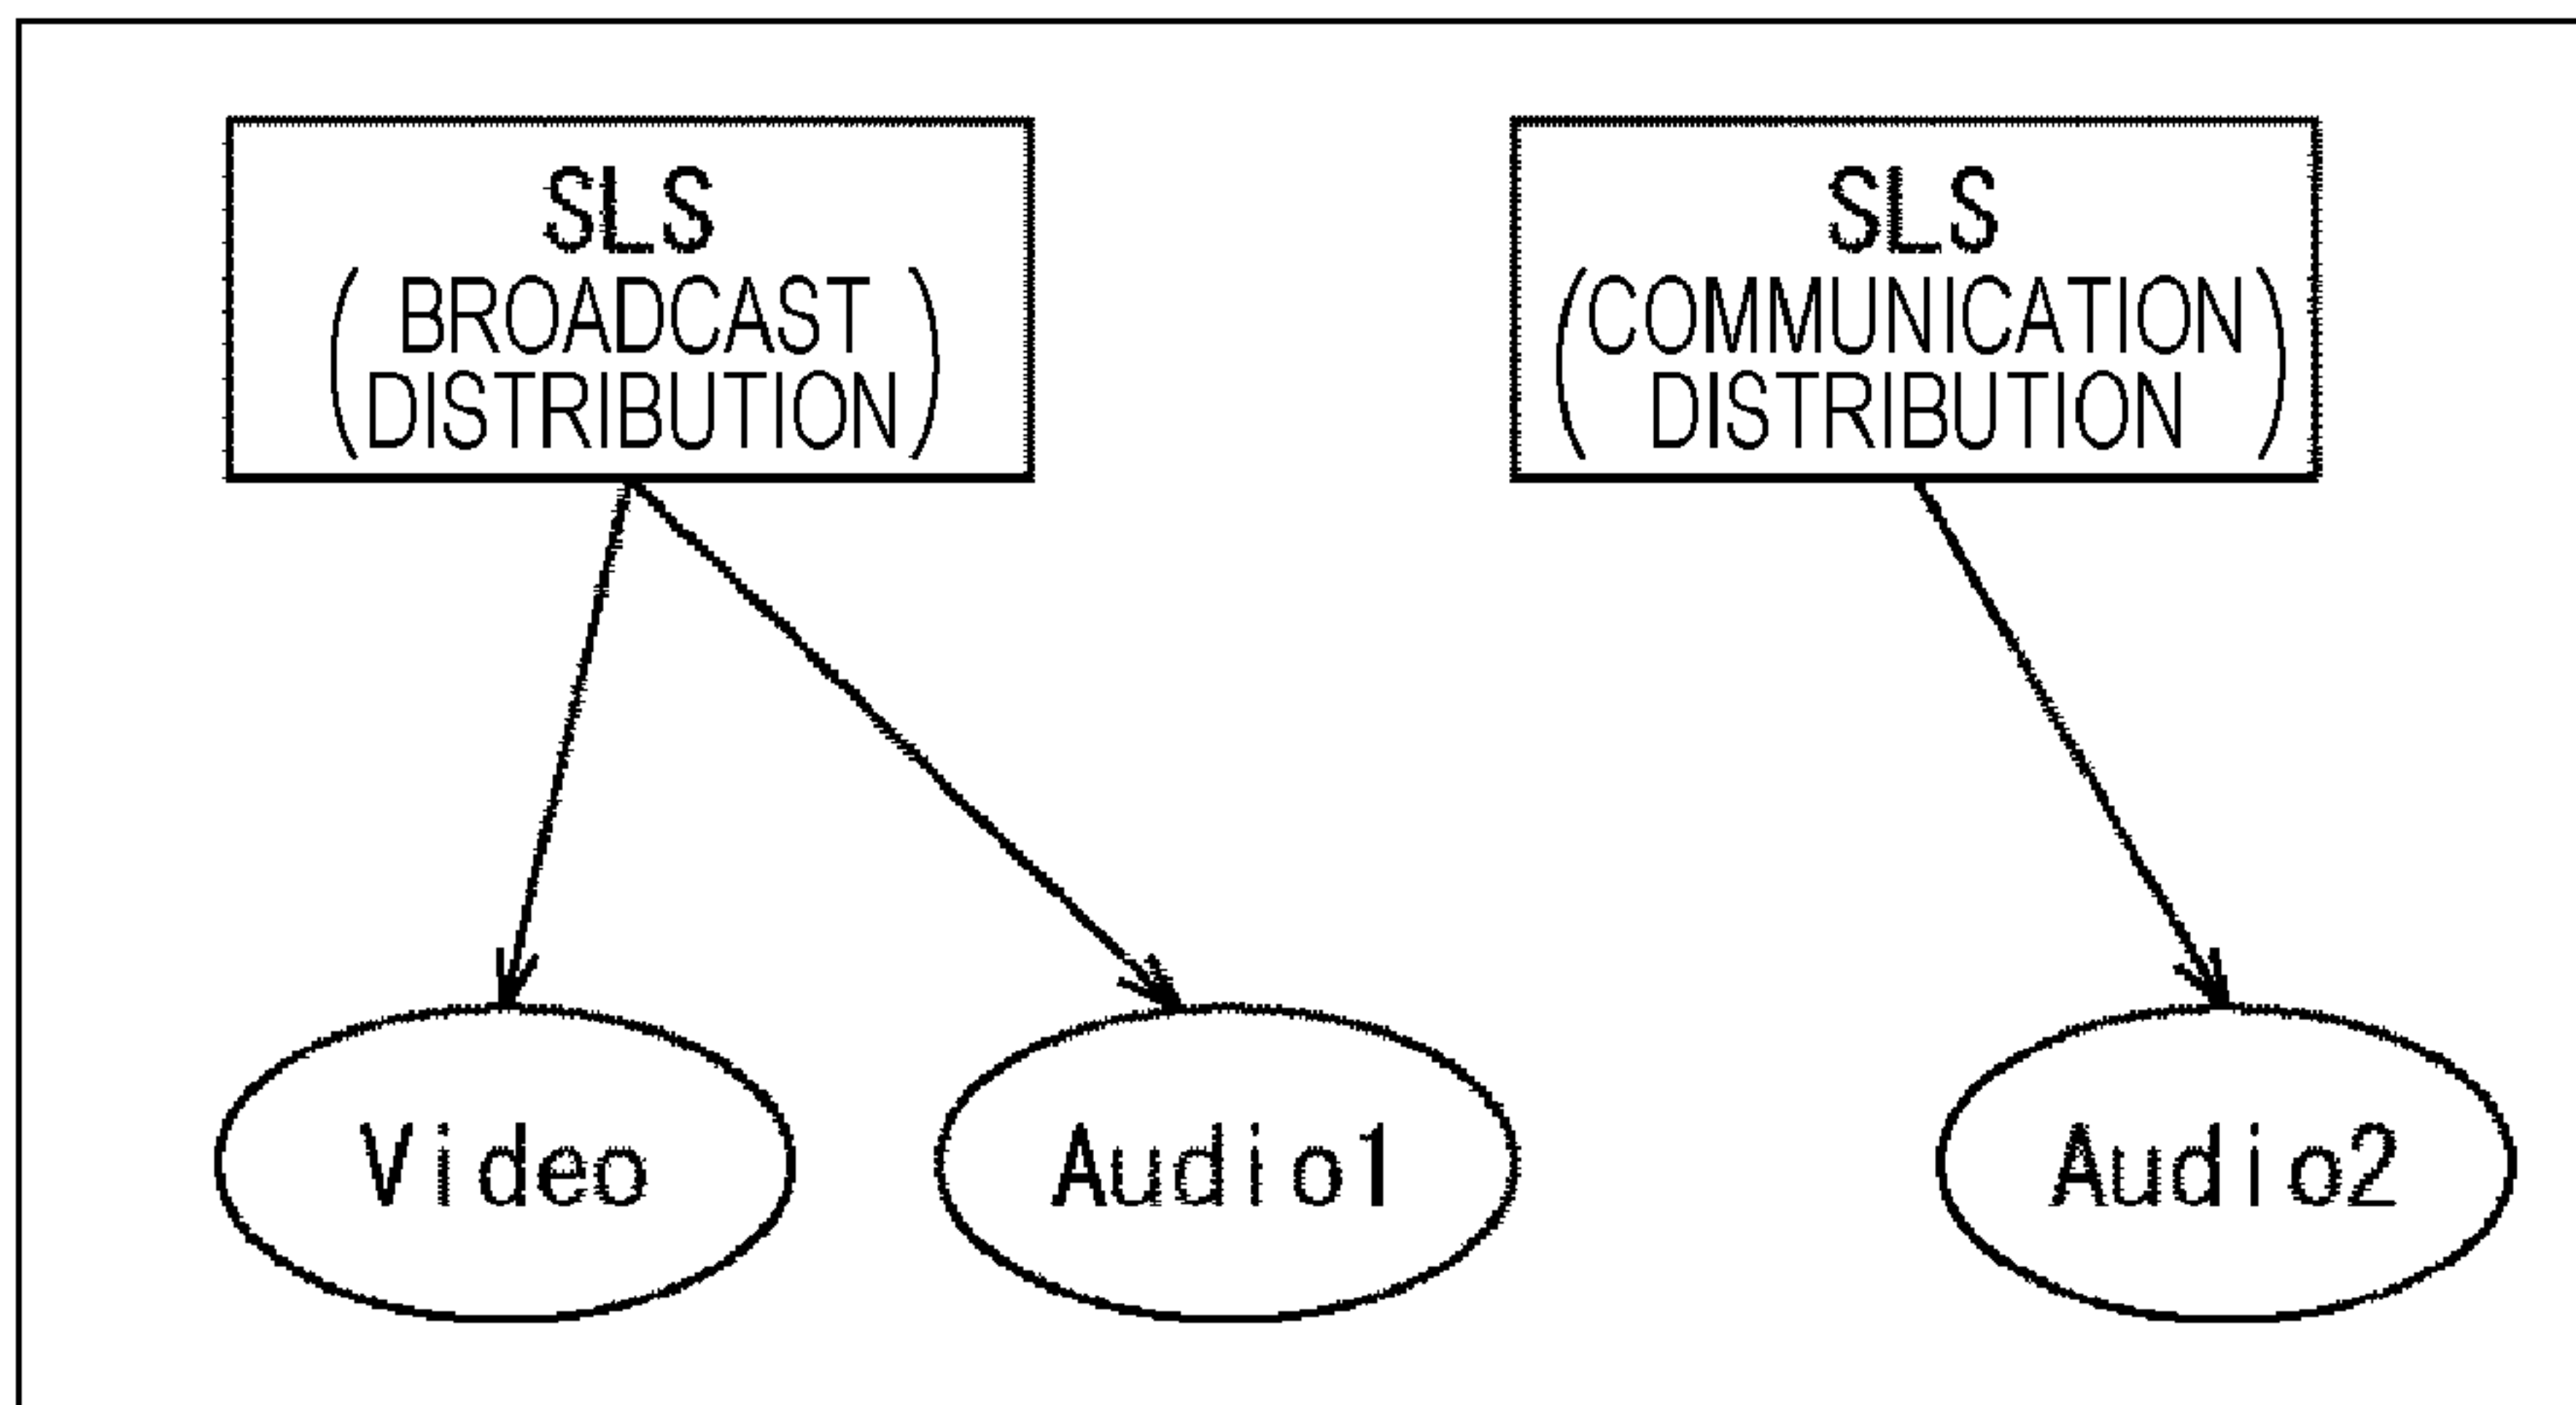 SLS
(BROADCAST
DISTRIBUTION)
SLS
(COMMUNICATION
DISTRIBUTION)
Video
Audio1
Audio2